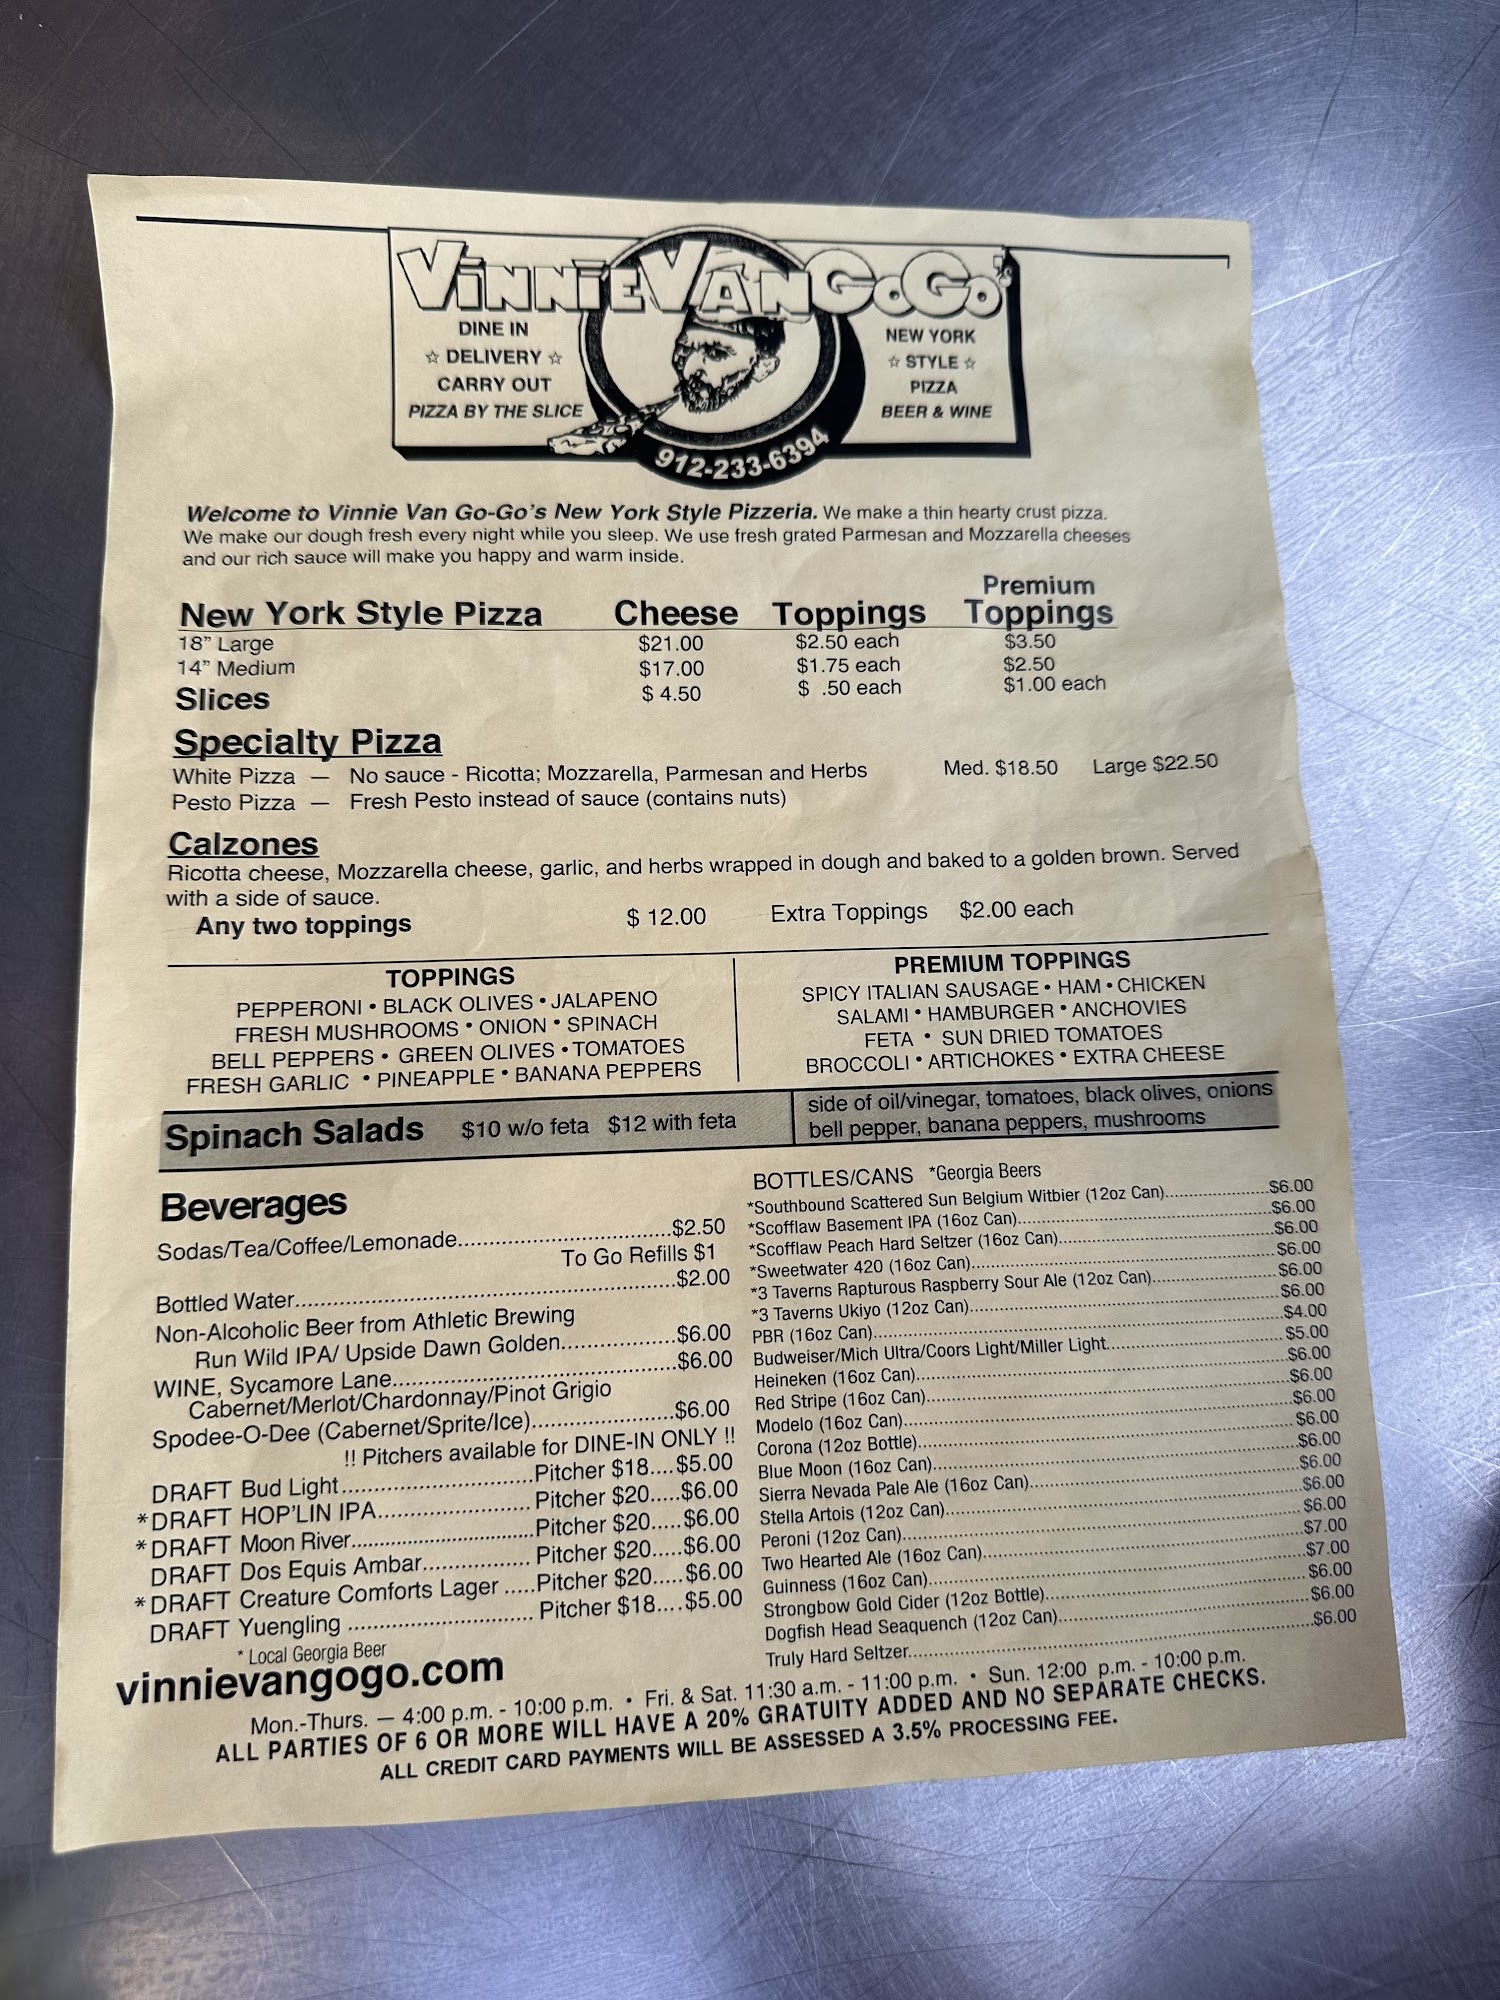 VINNIE VAN GOGO'S
DINE IN
☆ DELIVERY ☆
CARRY OUT
PIZZA BY THE SLICE
NEW YORK
☆ STYLE ☆
PIZZA
BEER & WINE
912-233-6394
Welcome to Vinnie Van Go-Go's New York Style Pizzeria. We make a thin hearty crust pizza.
We make our dough fresh every night while you sleep. We use fresh grated Parmesan and Mozzarella cheeses
and our rich sauce will make you happy and warm inside.
Premium
New York Style Pizza Cheese Toppings Toppings
18” Large $21.00 $2.50 each $3.50
14” Medium $17.00 $1.75 each $2.50
Slices $ 4.50 $ .50 each $1.00 each
Specialty Pizza
White Pizza — No sauce - Ricotta; Mozzarella, Parmesan and Herbs Med. $18.50 Large $22.50
Pesto Pizza — Fresh Pesto instead of sauce (contains nuts)
Calzones
Ricotta cheese, Mozzarella cheese, garlic, and herbs wrapped in dough and baked to a golden brown. Served
with a side of sauce.
Any two toppings $ 12.00 Extra Toppings $2.00 each
TOPPINGS
PEPPERONI • BLACK OLIVES • JALAPENO
FRESH MUSHROOMS • ONION • SPINACH
BELL PEPPERS • GREEN OLIVES • TOMATOES
FRESH GARLIC • PINEAPPLE • BANANA PEPPERS
PREMIUM TOPPINGS
SPICY ITALIAN SAUSAGE • HAM • CHICKEN
SALAMI • HAMBURGER • ANCHOVIES
FETA • SUN DRIED TOMATOES
BROCCOLI • ARTICHOKES • EXTRA CHEESE
Spinach Salads $10 w/o feta $12 with feta
side of oil/vinegar, tomatoes, black olives, onions
bell pepper, banana peppers, mushrooms
Beverages
Sodas/Tea/Coffee/Lemonade..........$2.50
To Go Refills $1
Bottled Water..........$2.00
Non-Alcoholic Beer from Athletic Brewing
Run Wild IPA/ Upside Dawn Golden..........$6.00
WINE, Sycamore Lane..........$6.00
Cabernet/Merlot/Chardonnay/Pinot Grigio
Spodee-O-Dee (Cabernet/Sprite/Ice)..........$6.00
!! Pitchers available for DINE-IN ONLY !!
DRAFT Bud Light..........Pitcher $18....$5.00
*DRAFT HOP'LIN IPA..........Pitcher $20.....$6.00
*DRAFT Moon River..........Pitcher $20.....$6.00
DRAFT Dos Equis Ambar..........Pitcher $20.....$6.00
*DRAFT Creature Comforts Lager .....Pitcher $20.....$6.00
DRAFT Yuengling ..........Pitcher $18....$5.00
* Local Georgia Beer
BOTTLES/CANS *Georgia Beers
*Southbound Scattered Sun Belgium Witbier (12oz Can)..........$6.00
*Scofflaw Basement IPA (16oz Can)..........$6.00
*Scofflaw Peach Hard Seltzer (16oz Can)..........$6.00
*Sweetwater 420 (16oz Can)..........$6.00
*3 Taverns Rapturous Raspberry Sour Ale (12oz Can)..........$6.00
*3 Taverns Ukiyo (12oz Can)..........$6.00
PBR (16oz Can)..........$4.00
Budweiser/Mich Ultra/Coors Light/Miller Light..........$5.00
Heineken (16oz Can)..........$6.00
Red Stripe (16oz Can)..........$6.00
Modelo (16oz Can)..........$6.00
Corona (12oz Bottle)..........$6.00
Blue Moon (16oz Can)..........$6.00
Sierra Nevada Pale Ale (16oz Can)..........$6.00
Stella Artois (12oz Can)..........$6.00
Peroni (12oz Can)..........$6.00
Two Hearted Ale (16oz Can)..........$7.00
Guinness (16oz Can)..........$7.00
Strongbow Gold Cider (12oz Bottle)..........$6.00
Dogfish Head Seaquench (12oz Can)..........$6.00
Truly Hard Seltzer..........$6.00
vinnievangogo.com
Mon.-Thurs. — 4:00 p.m. - 10:00 p.m. • Fri. & Sat. 11:30 a.m. - 11:00 p.m. • Sun. 12:00 p.m. - 10:00 p.m.
ALL PARTIES OF 6 OR MORE WILL HAVE A 20% GRATUITY ADDED AND NO SEPARATE CHECKS.
ALL CREDIT CARD PAYMENTS WILL BE ASSESSED A 3.5% PROCESSING FEE.